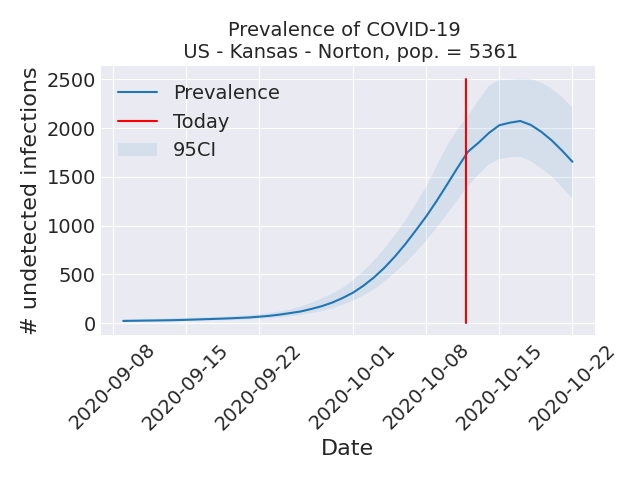 Prevalence of COVID-19
US - Kansas - Norton, pop. = 5361
# undetected infections
2500
2000
1500
1000
500
0
Prevalence
Today
95CI
2020-09-08
2020-09-15
2020-09-22
2020-10-01
2020-10-08
2020-10-15
2020-10-22
Date